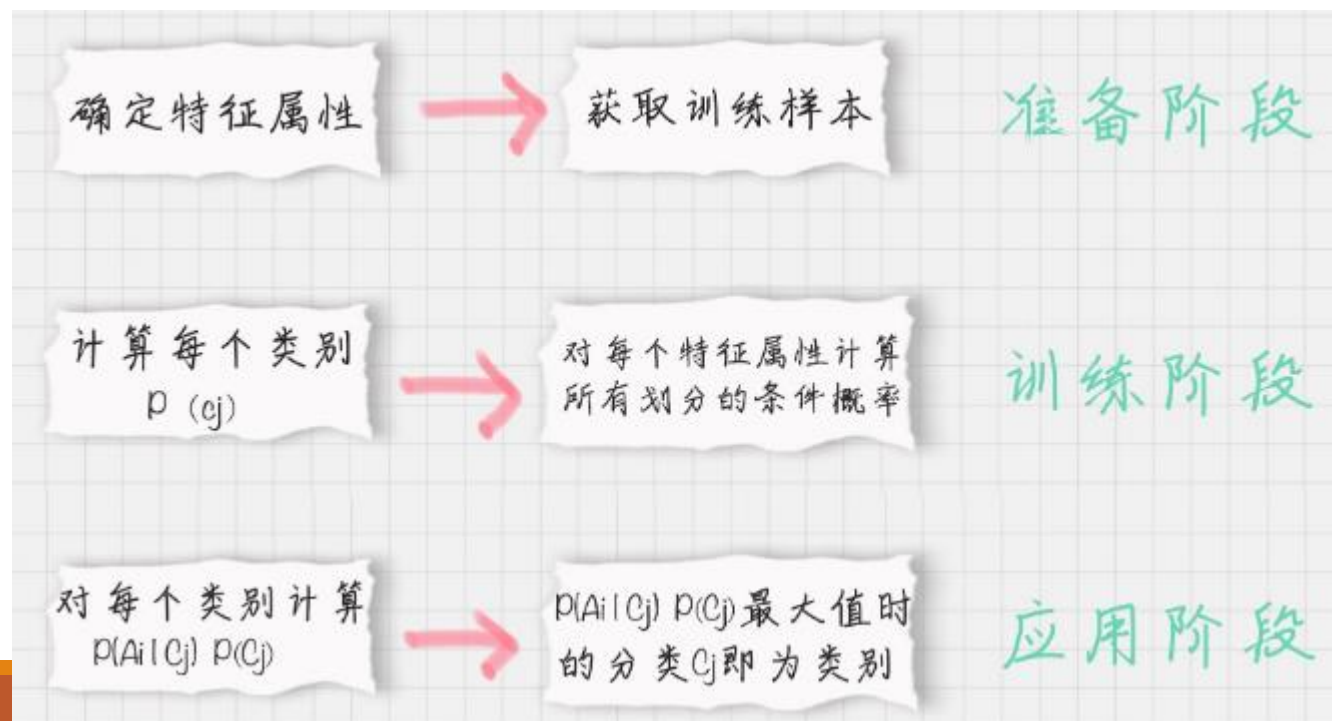 确定特征属性
获取训练样本
准备阶段
计算每个类别
P (cj)
对每个特征属性计算
所有划分的条件概率
训练阶段
对每个类别计算
P(Ai|Cj) P(Cj)
P(Ai|Cj) P(Cj)最大值时
的分类Cj即为类别
应用阶段